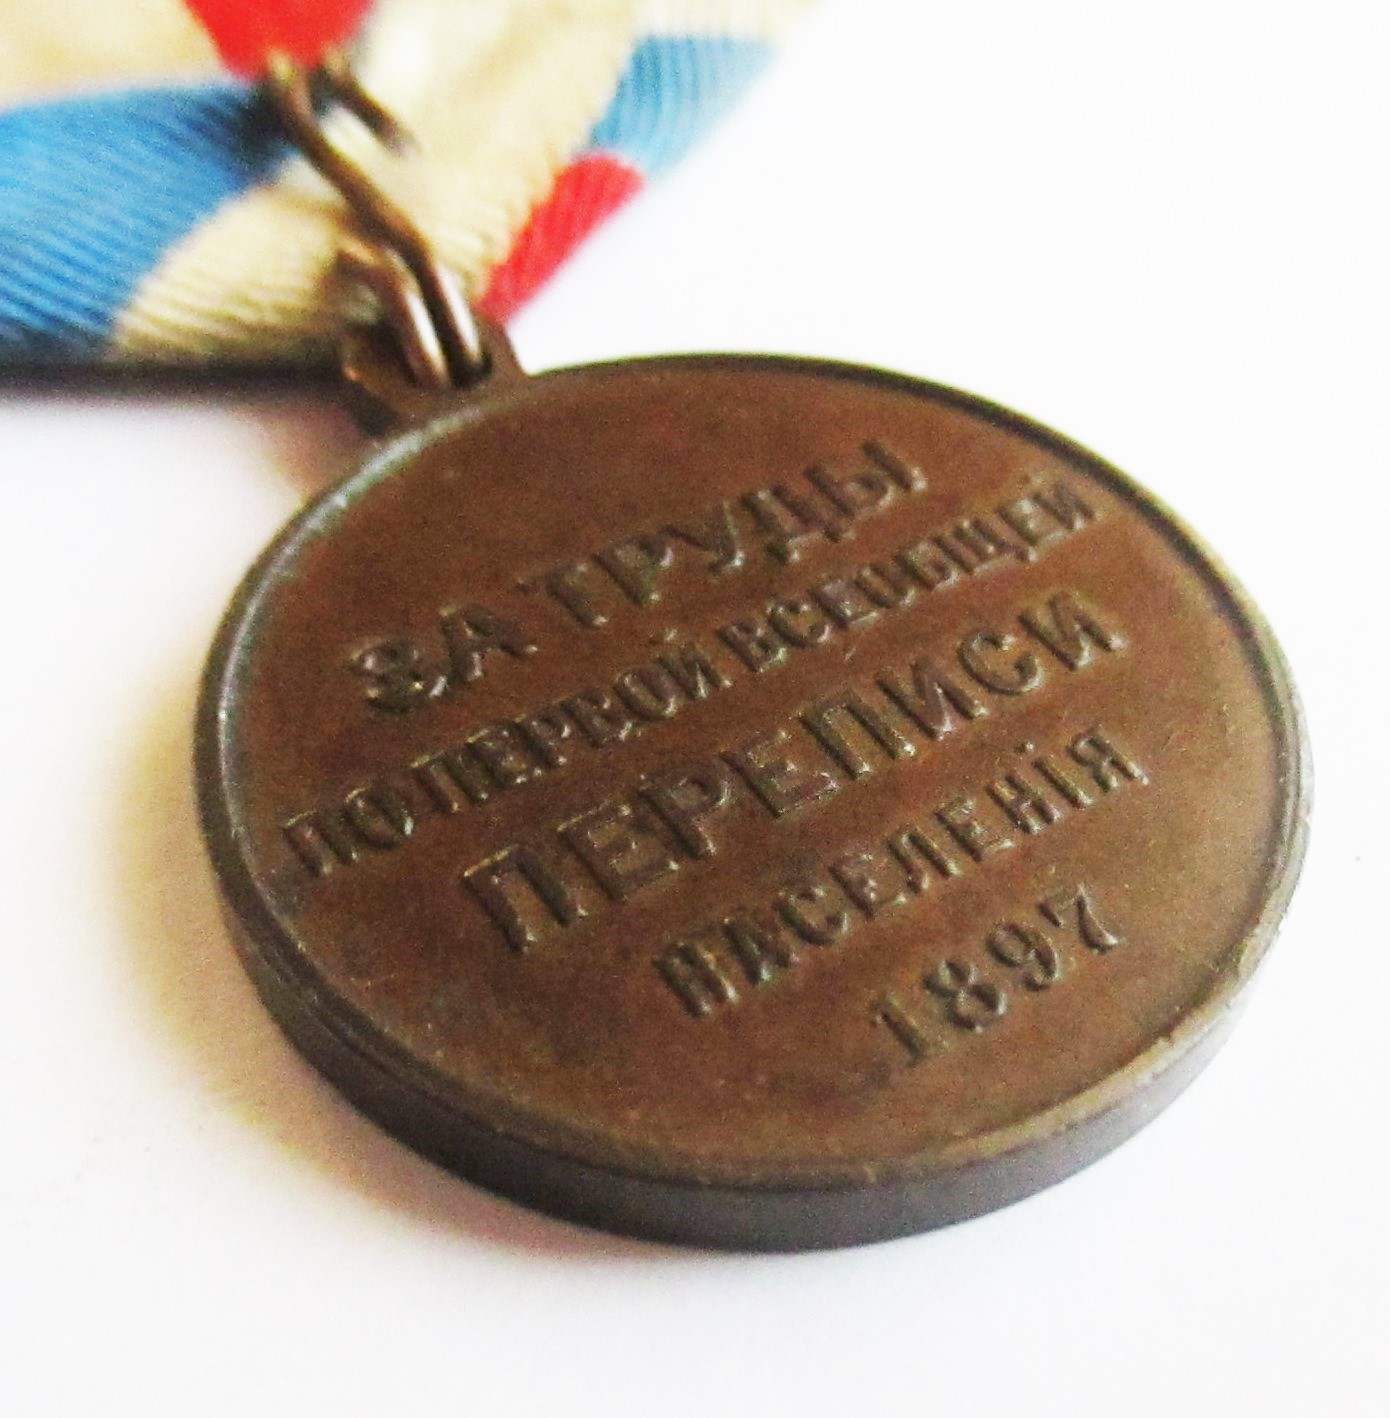 ЗА ТРУДЫ
ПО ПЕРВОЙ ВСЕОБЩЕЙ
ПЕРЕПИСИ
НАСЕЛЕНІЯ
1897